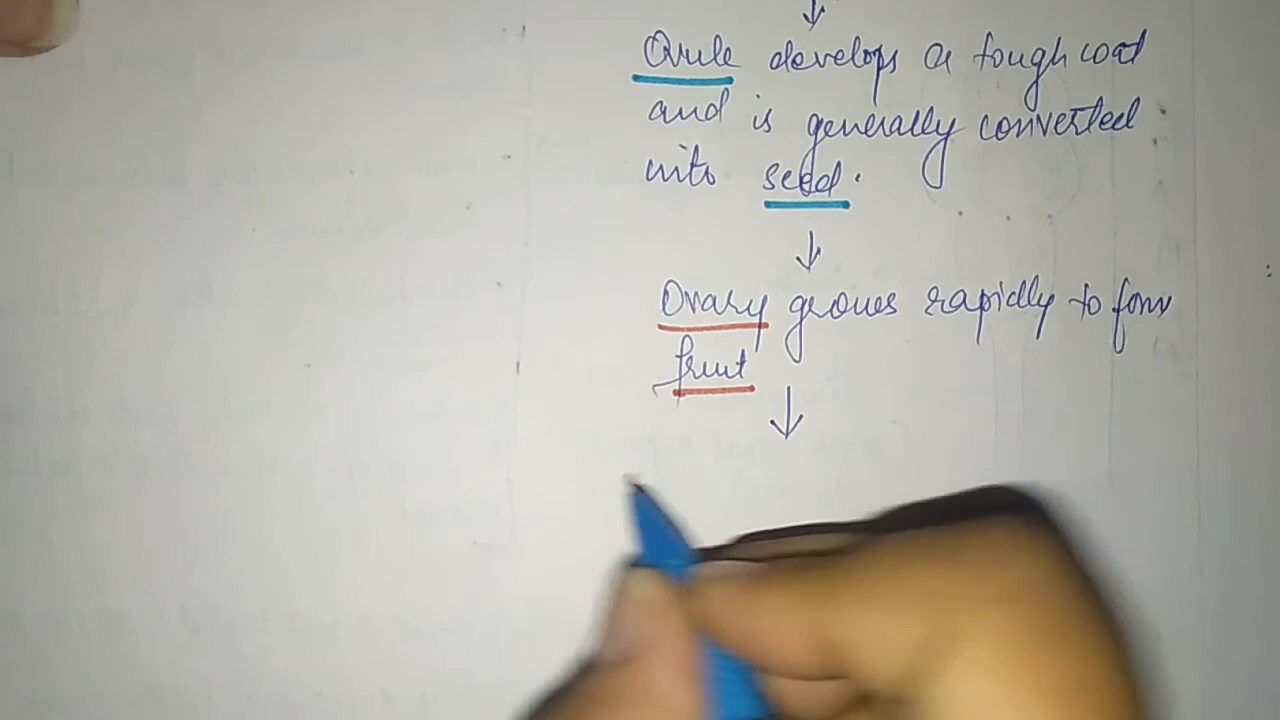 Ovule develops a tough coat
and is generally converted
into seed.
Ovary grows rapidly to form
fruit